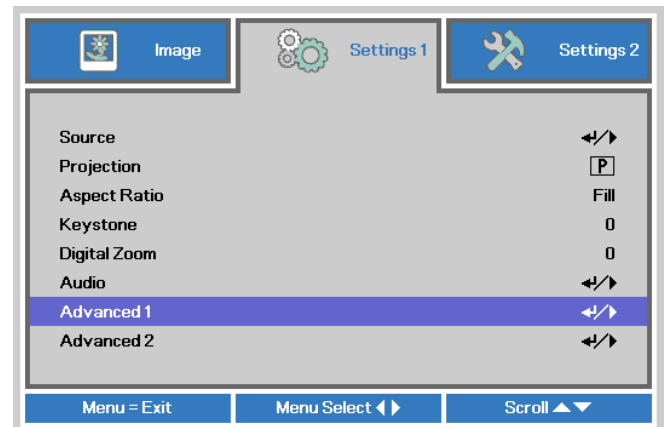 Image Settings 1 Settings 2
Source
Projection P
Aspect Ratio Fill
Keystone 0
Digital Zoom 0
Audio
Advanced 1
Advanced 2
Menu = Exit Menu Select Scroll